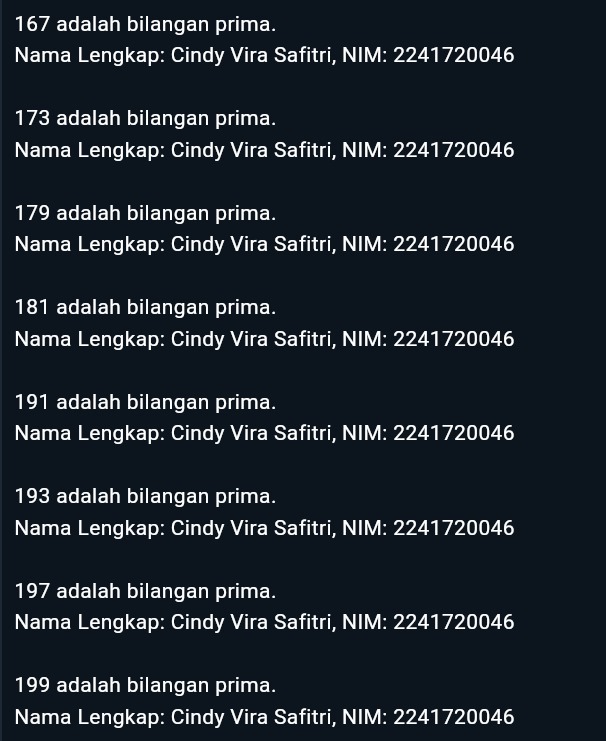 167 adalah bilangan prima.
Nama Lengkap: Cindy Vira Safitri, NIM: 2241720046
173 adalah bilangan prima.
Nama Lengkap: Cindy Vira Safitri, NIM: 2241720046
179 adalah bilangan prima.
Nama Lengkap: Cindy Vira Safitri, NIM: 2241720046
181 adalah bilangan prima.
Nama Lengkap: Cindy Vira Safitri, NIM: 2241720046
191 adalah bilangan prima.
Nama Lengkap: Cindy Vira Safitri, NIM: 2241720046
193 adalah bilangan prima.
Nama Lengkap: Cindy Vira Safitri, NIM: 2241720046
197 adalah bilangan prima.
Nama Lengkap: Cindy Vira Safitri, NIM: 2241720046
199 adalah bilangan prima.
Nama Lengkap: Cindy Vira Safitri, NIM: 2241720046